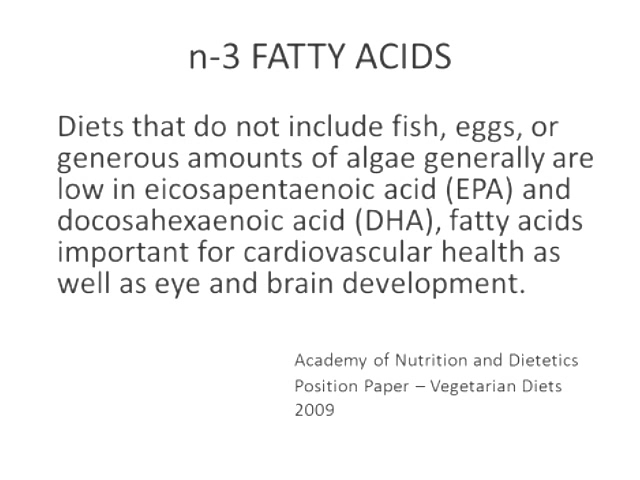 n-3 FATTY ACIDS
Diets that do not include fish, eggs, or
generous amounts of algae generally are
low in eicosapentaenoic acid (EPA) and
docosahexaenoic acid (DHA), fatty acids
important for cardiovascular health as
well as eye and brain development.
Academy of Nutrition and Dietetics
Position Paper – Vegetarian Diets
2009